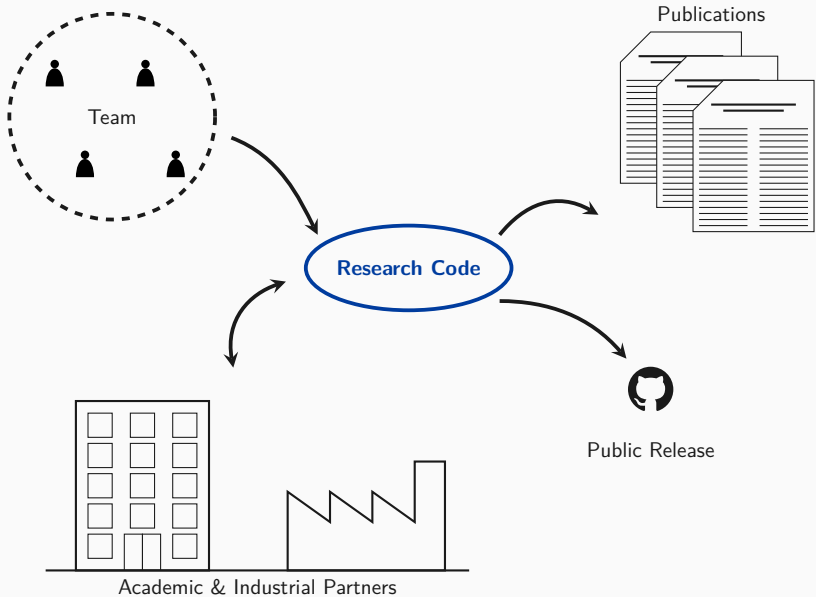 Publications
Team
Research Code
Public Release
Academic & Industrial Partners